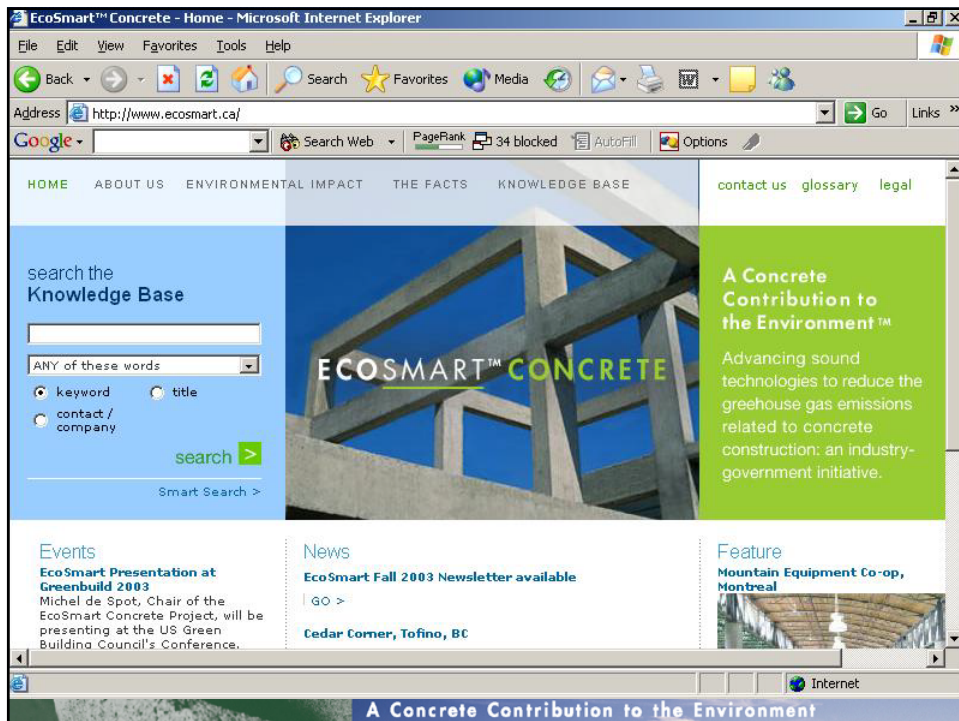 EcoSmart™ Concrete - Home - Microsoft Internet Explorer
File Edit View Favorites Tools Help
Back Search Favorites Media
Address http://www.ecosmart.ca/ Go Links »
Google Search Web PageRank 34 blocked AutoFill Options
HOME ABOUT US ENVIRONMENTAL IMPACT THE FACTS KNOWLEDGE BASE contact us glossary legal
search the
Knowledge Base
ANY of these words
keyword title
contact /
company
search >
Smart Search >
ECOSMART™ CONCRETE
A Concrete
Contribution to
the Environment™
Advancing sound
technologies to reduce the
greehouse gas emissions
related to concrete
construction: an industry-
government initiative.
Events
EcoSmart Presentation at
Greenbuild 2003
Michel de Spot, Chair of the
EcoSmart Concrete Project, will be
presenting at the US Green
Building Council's Conference.
News
EcoSmart Fall 2003 Newsletter available
GO >
Cedar Corner, Tofino, BC
Feature
Mountain Equipment Co-op,
Montreal
Internet
A Concrete Contribution to the Environment